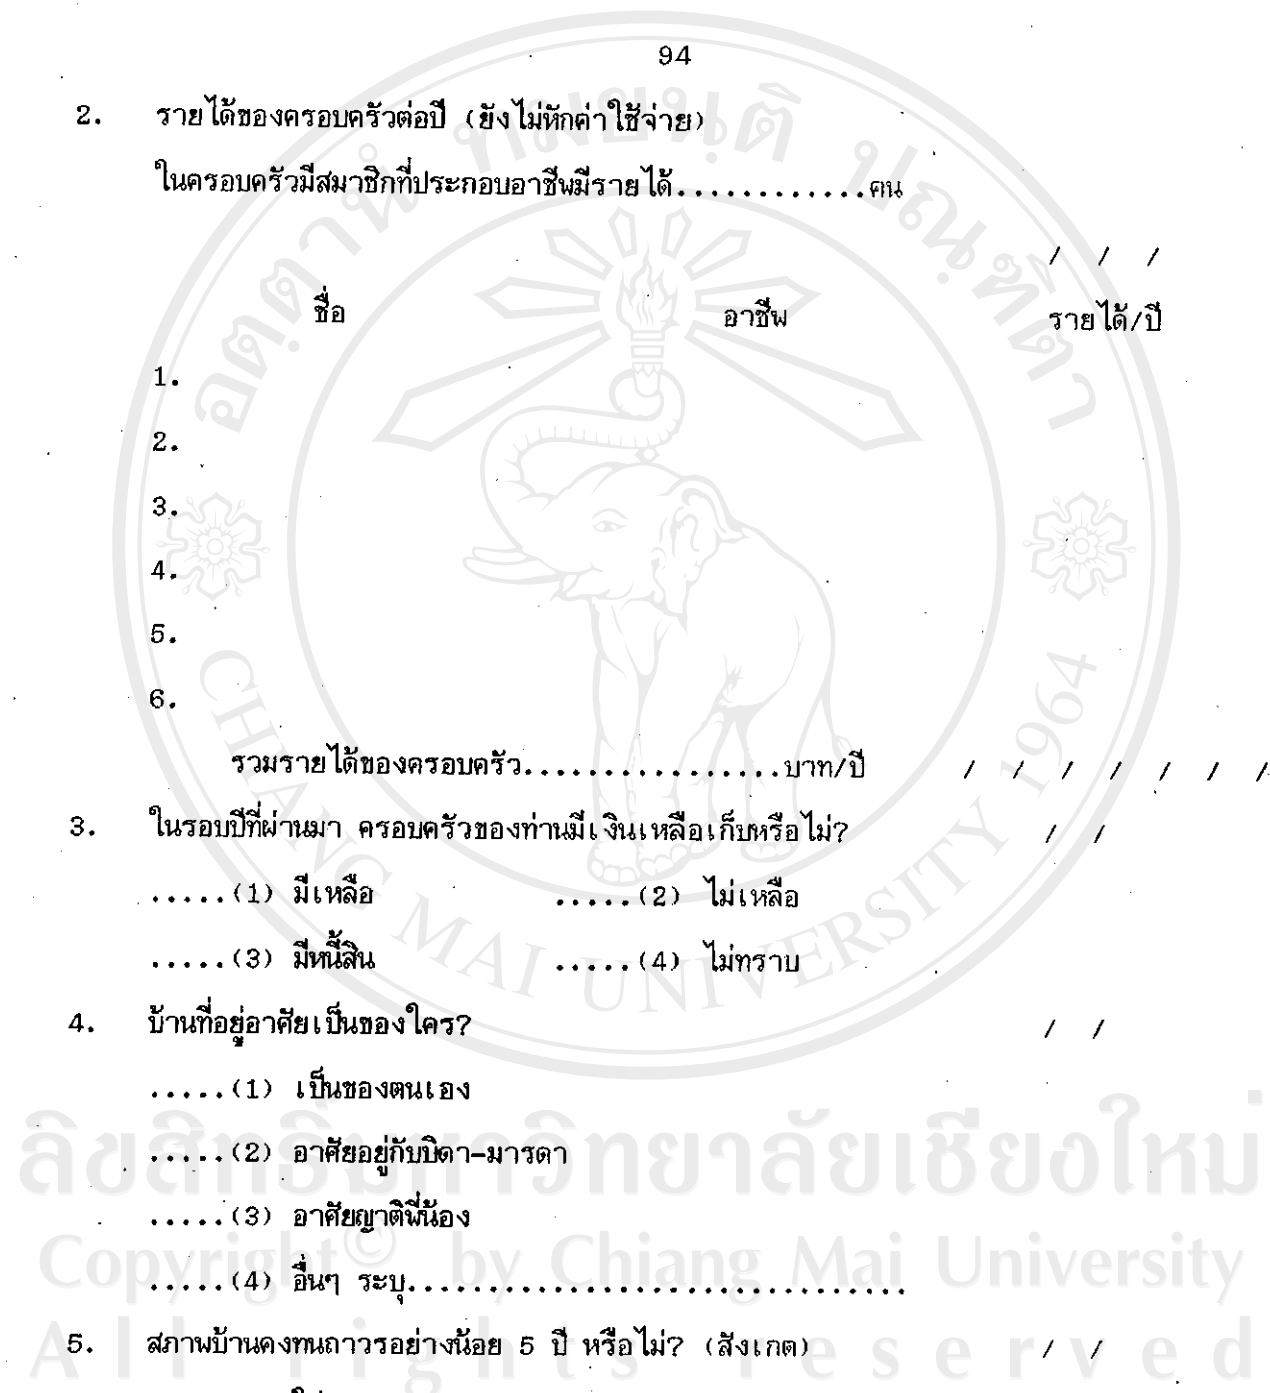 94
2. รายได้ของครอบครัวต่อปี (ยังไม่หักค่าใช้จ่าย)
ในครอบครัวมีสมาชิกที่ประกอบอาชีพมีรายได้............คน
/ / /
ชื่อ อาชีพ รายได้/ปี
1.
2.
3.
4.
5.
6.
รวมรายได้ของครอบครัว................บาท/ปี / / / / / / /
3. ในรอบปีที่ผ่านมา ครอบครัวของท่านมีเงินเหลือเก็บหรือไม่? / /
.....(1) มีเหลือ .....(2) ไม่เหลือ
.....(3) มีหนี้สิน .....(4) ไม่ทราบ
4. บ้านที่อยู่อาศัยเป็นของใคร? / /
.....(1) เป็นของตนเอง
.....(2) อาศัยอยู่กับบิดา-มารดา
.....(3) อาศัยญาติพี่น้อง
.....(4) อื่นๆ ระบุ...............................
5. สภาพบ้านคงทนถาวรอย่างน้อย 5 ปี หรือไม่? (สังเกต) / /
อตฺตานํ ทมยนฺติ ปณฺฑิตา
CHIANG MAI UNIVERSITY 1964
ลิขสิทธิ์มหาวิทยาลัยเชียงใหม่
Copyright© by Chiang Mai University
All rights reserved